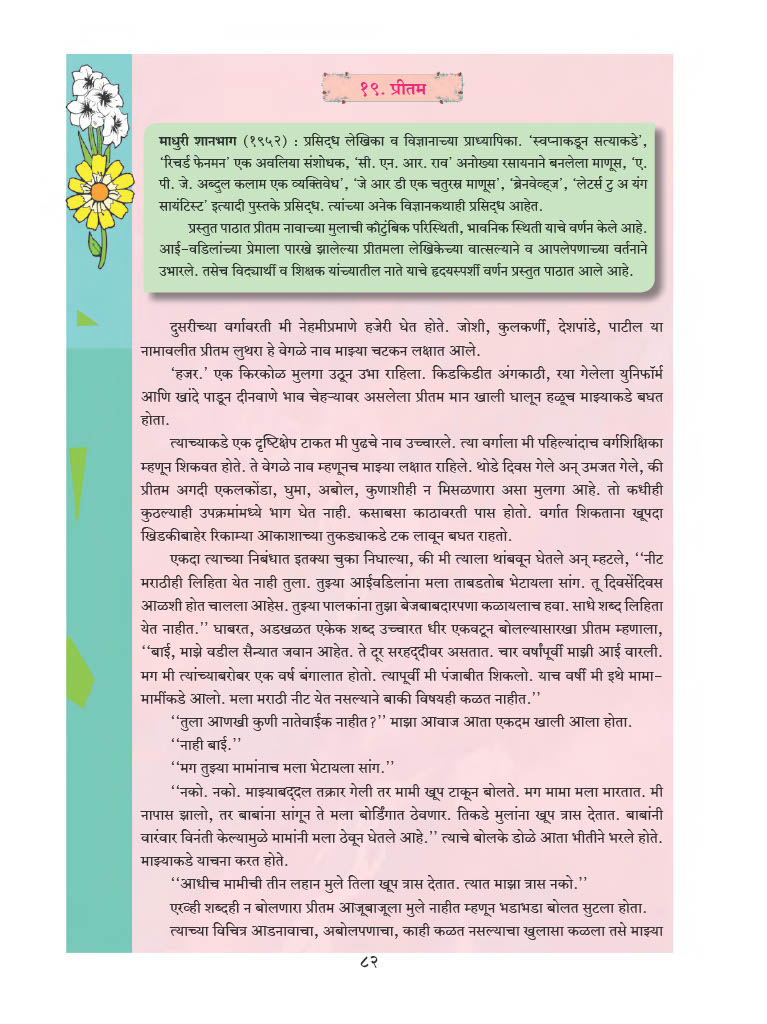 १९. प्रीतम
माधुरी शानभाग (१९५२) : प्रसिद्ध लेखिका व विज्ञानाच्या प्राध्यापिका. ‘स्वप्नाकडून सत्याकडे’,
‘रिचर्ड फेनमन’ एक अवलिया संशोधक, ‘सी. एन. आर. राव’ अनोख्या रसायनाने बनलेला माणूस, ‘ए.
पी. जे. अब्दुल कलाम एक व्यक्तिवेध’, ‘जे आर डी एक चतुरस्र माणूस’, ‘ब्रेनवेव्ह्ज’, ‘लेटर्स टु अ यंग
सायंटिस्ट’ इत्यादी पुस्तके प्रसिद्ध. त्यांच्या अनेक विज्ञानकथाही प्रसिद्ध आहेत.
प्रस्तुत पाठात प्रीतम नावाच्या मुलाची कौटुंबिक परिस्थिती, भावनिक स्थिती याचे वर्णन केले आहे.
आई-वडिलांच्या प्रेमाला पारखे झालेल्या प्रीतमला लेखिकेच्या वात्सल्याने व आपलेपणाच्या वर्तनाने
उभारले. तसेच विद्यार्थी व शिक्षक यांच्यातील नाते याचे हृदयस्पर्शी वर्णन प्रस्तुत पाठात आले आहे.
दुसरीच्या वर्गावरती मी नेहमीप्रमाणे हजेरी घेत होते. जोशी, कुलकर्णी, देशपांडे, पाटील या
नामावलीत प्रीतम लुथरा हे वेगळे नाव माझ्या चटकन लक्षात आले.
‘हजर.’ एक किरकोळ मुलगा उठून उभा राहिला. किडकिडीत अंगकाठी, रया गेलेला युनिफॉर्म
आणि खांदे पाडून दीनवाणे भाव चेहऱ्यावर असलेला प्रीतम मान खाली घालून हळूच माझ्याकडे बघत
होता.
त्याच्याकडे एक दृष्टिक्षेप टाकत मी पुढचे नाव उच्चारले. त्या वर्गाला मी पहिल्यांदाच वर्गशिक्षिका
म्हणून शिकवत होते. ते वेगळे नाव म्हणूनच माझ्या लक्षात राहिले. थोडे दिवस गेले अन् उमजत गेले, की
प्रीतम अगदी एकलकोंडा, घुमा, अबोल, कुणाशीही न मिसळणारा असा मुलगा आहे. तो कधीही
कुठल्याही उपक्रमांमध्ये भाग घेत नाही. कसाबसा काठावरती पास होतो. वर्गात शिकताना खूपदा
खिडकीबाहेर रिकाम्या आकाशाच्या तुकड्याकडे टक लावून बघत राहतो.
एकदा त्याच्या निबंधात इतक्या चुका निघाल्या, की मी त्याला थांबवून घेतले अन् म्हटले, ‘‘नीट
मराठीही लिहिता येत नाही तुला. तुझ्या आईवडिलांना मला ताबडतोब भेटायला सांग. तू दिवसेंदिवस
आळशी होत चालला आहेस. तुझ्या पालकांना तुझा बेजबाबदारपणा कळायलाच हवा. साधे शब्द लिहिता
येत नाहीत.’’ घाबरत, अडखळत एकेक शब्द उच्चारत धीर एकवटून बोलल्यासारखा प्रीतम म्हणाला,
‘‘बाई, माझे वडील सैन्यात जवान आहेत. ते दूर सरहद्दीवर असतात. चार वर्षांपूर्वी माझी आई वारली.
मग मी त्यांच्याबरोबर एक वर्ष बंगालात होतो. त्यापूर्वी मी पंजाबीत शिकलो. याच वर्षी मी इथे मामा-
मामींकडे आलो. मला मराठी नीट येत नसल्याने बाकी विषयही कळत नाहीत.’’
‘‘तुला आणखी कुणी नातेवाईक नाहीत?’’ माझा आवाज आता एकदम खाली आला होता.
‘‘नाही बाई.’’
‘‘मग तुझ्या मामांनाच मला भेटायला सांग.’’
‘‘नको. नको. माझ्याबद्दल तक्रार गेली तर मामी खूप टाकून बोलते. मग मामा मला मारतात. मी
नापास झालो, तर बाबांना सांगून ते मला बोर्डिंगात ठेवणार. तिकडे मुलांना खूप त्रास देतात. बाबांनी
वारंवार विनंती केल्यामुळे मामांनी मला ठेवून घेतले आहे.’’ त्याचे बोलके डोळे आता भीतीने भरले होते.
माझ्याकडे याचना करत होते.
‘‘आधीच मामीची तीन लहान मुले तिला खूप त्रास देतात. त्यात माझा त्रास नको.’’
एरव्ही शब्दही न बोलणारा प्रीतम आजूबाजूला मुले नाहीत म्हणून भडाभडा बोलत सुटला होता.
त्याच्या विचित्र आडनावाचा, अबोलपणाचा, काही कळत नसल्याचा खुलासा कळला तसे माझ्या
८२